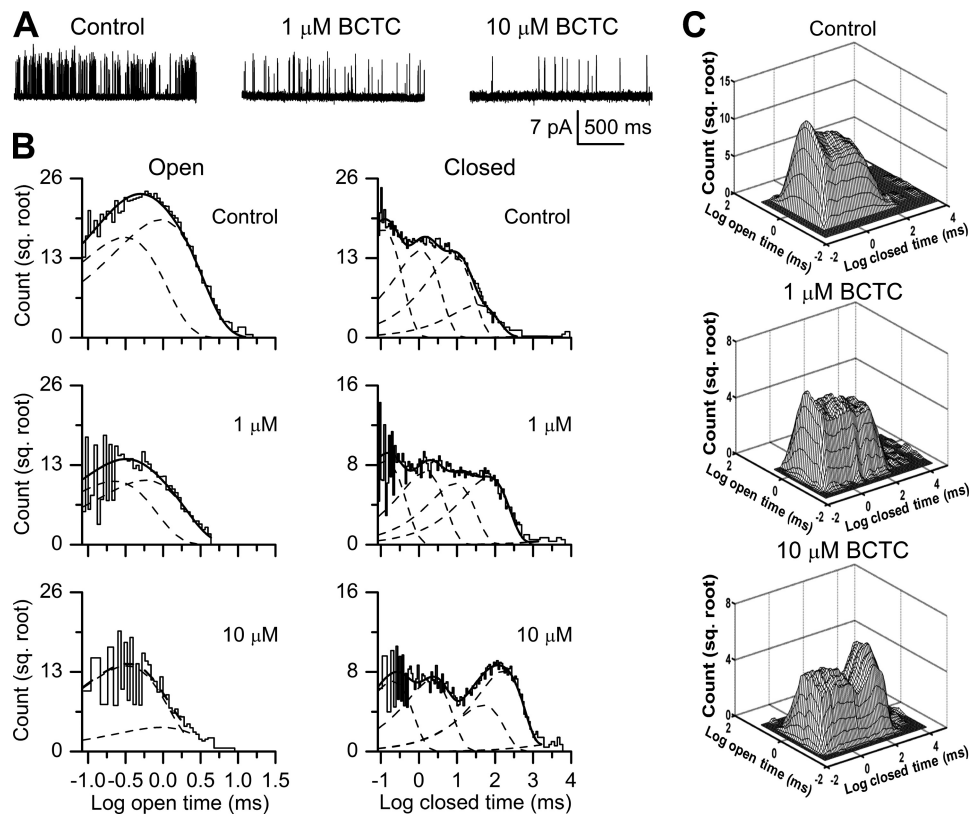 A
Control
1 μM BCTC
10 μM BCTC
7 pA
500 ms
B
Open
Closed
26
13
0
Count (sq. root)
Control
26
13
0
Control
26
13
0
Count (sq. root)
1 μM
16
8
0
1 μM
26
13
0
Count (sq. root)
10 μM
-1.0 -0.5 0.0 0.5 1.0 1.5
Log open time (ms)
16
8
0
10 μM
-1 0 1 2 3 4
Log closed time (ms)
C
Control
15
10
5
0
Count (sq. root)
2 0 -2
Log open time (ms)
-2 0 2 4
Log closed time (ms)
1 μM BCTC
8
4
0
Count (sq. root)
2 0 -2
Log open time (ms)
-2 0 2 4
Log closed time (ms)
10 μM BCTC
8
4
0
Count (sq. root)
2 0 -2
Log open time (ms)
-2 0 2 4
Log closed time (ms)